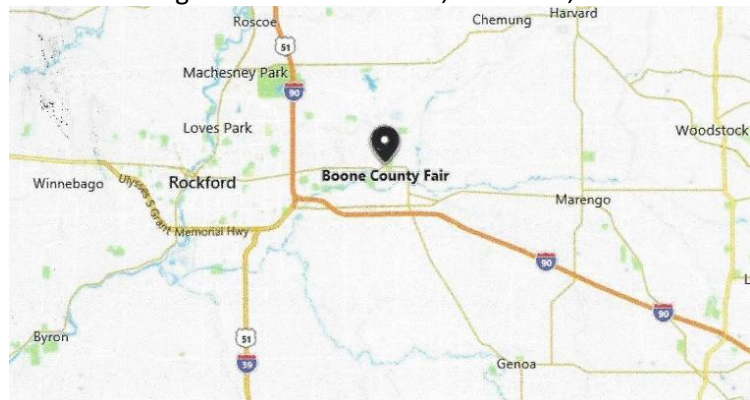 Roscoe
Chemung
Harvard
51
Machesney Park
90
Loves Park
Woodstock
Boone County Fair
Winnebago
Ulysses S Grant
Memorial Hwy
Rockford
Marengo
90
90
Byron
51
39
Genoa